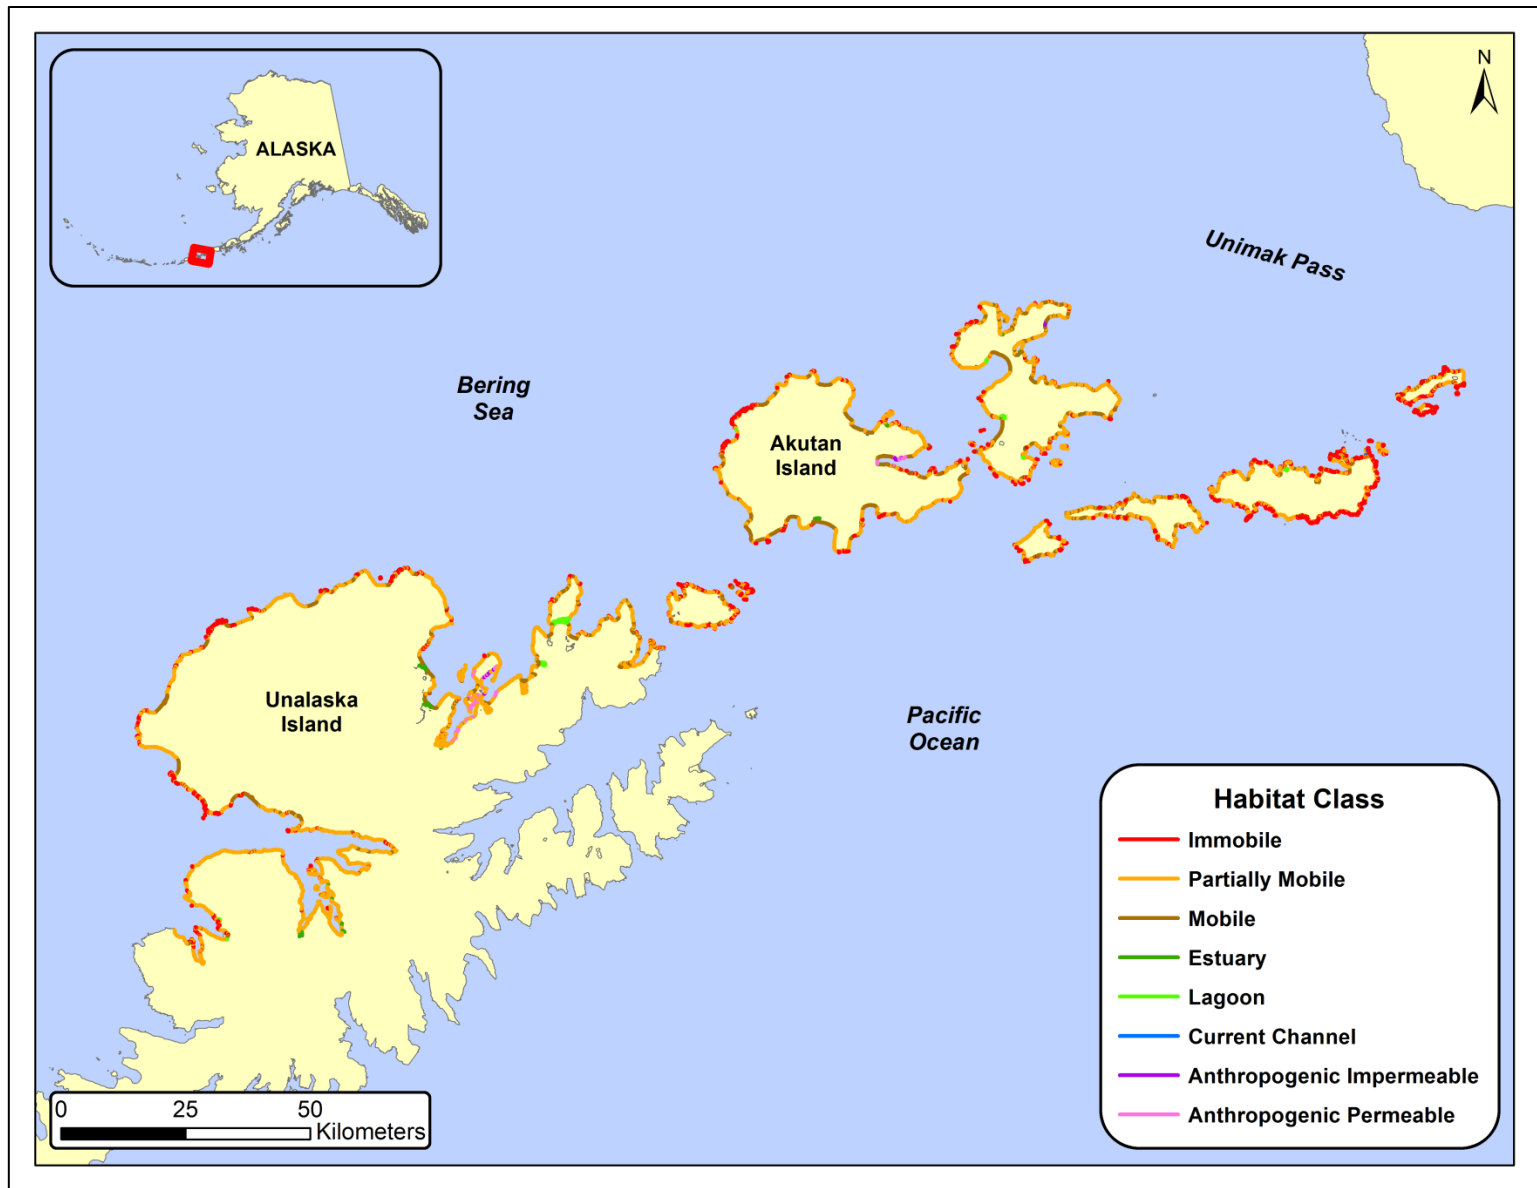 N
ALASKA
Unimak Pass
Bering
Sea
Akutan
Island
Unalaska
Island
Pacific
Ocean
Habitat Class
Immobile
Partially Mobile
Mobile
Estuary
Lagoon
Current Channel
Anthropogenic Impermeable
Anthropogenic Permeable
0 25 50
Kilometers